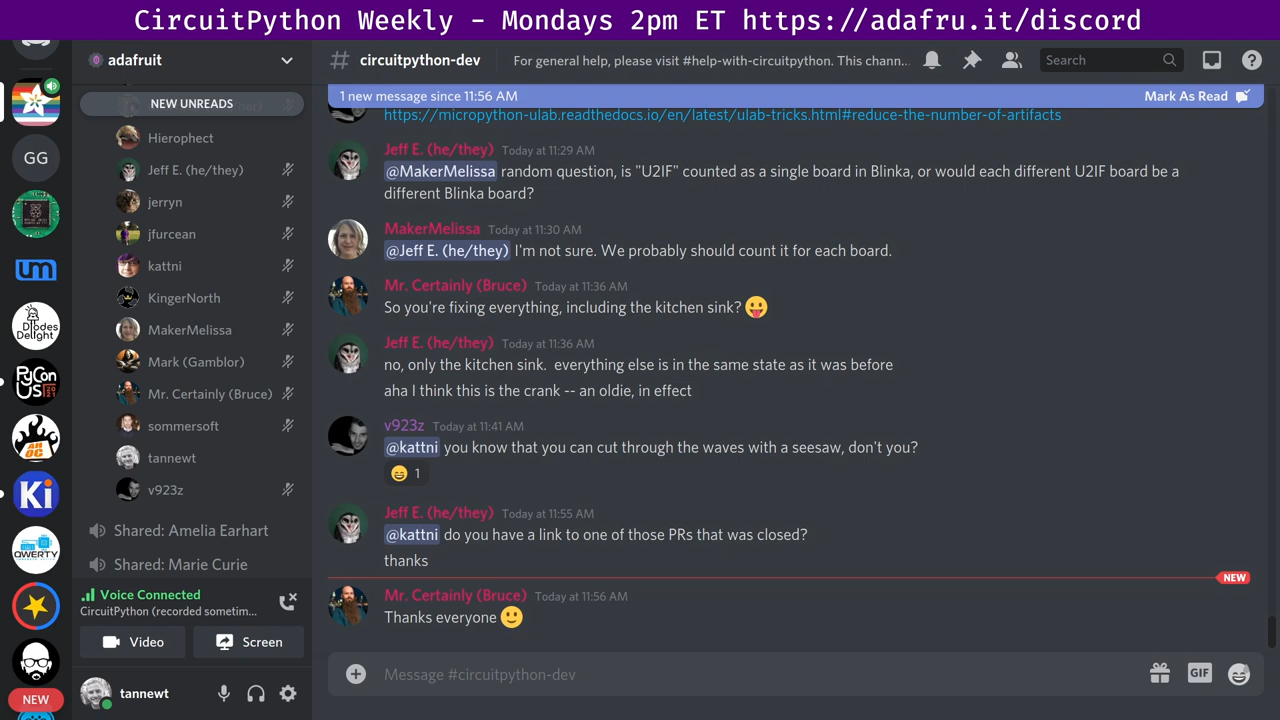 CircuitPython Weekly - Mondays 2pm ET https://adafru.it/discord
adafruit
NEW UNREADS
Hierophect
Jeff E. (he/they)
jerryn
jfurcean
kattni
KingerNorth
MakerMelissa
Mark (Gamblor)
Mr. Certainly (Bruce)
sommersoft
tannewt
v923z
Shared: Amelia Earhart
Shared: Marie Curie
Voice Connected
CircuitPython (recorded sometim...
Video
Screen
tannewt
GG
Diodes
Delight
PyCon
US
2021
Ki
QWERTY
NEW
# circuitpython-dev
For general help, please visit #help-with-circuitpython. This chann...
Search
1 new message since 11:56 AM
Mark As Read
https://micropython-ulab.readthedocs.io/en/latest/ulab-tricks.html#reduce-the-number-of-artifacts
Jeff E. (he/they) Today at 11:29 AM
@MakerMelissa random question, is "U2IF" counted as a single board in Blinka, or would each different U2IF board be a
different Blinka board?
MakerMelissa Today at 11:30 AM
@Jeff E. (he/they) I'm not sure. We probably should count it for each board.
Mr. Certainly (Bruce) Today at 11:36 AM
So you're fixing everything, including the kitchen sink? 😛
Jeff E. (he/they) Today at 11:36 AM
no, only the kitchen sink.  everything else is in the same state as it was before
aha I think this is the crank -- an oldie, in effect
v923z Today at 11:41 AM
@kattni you know that you can cut through the waves with a seesaw, don't you?
😄 1
Jeff E. (he/they) Today at 11:55 AM
@kattni do you have a link to one of those PRs that was closed?
thanks
NEW
Mr. Certainly (Bruce) Today at 11:56 AM
Thanks everyone 🙂
Message #circuitpython-dev
GIF